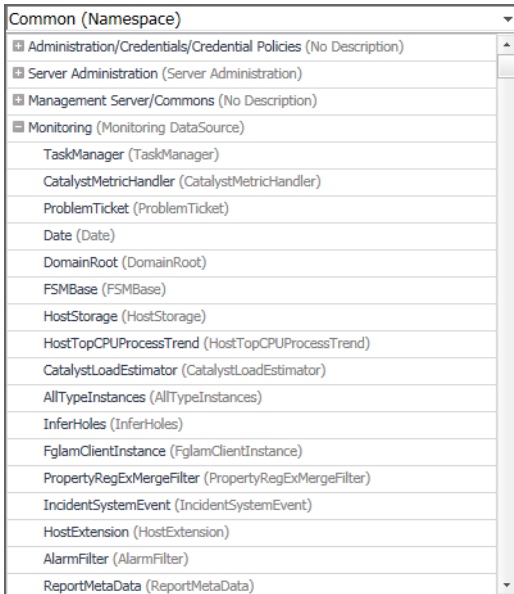 Common (Namespace)
Administration/Credentials/Credential Policies (No Description)
Server Administration (Server Administration)
Management Server/Commons (No Description)
Monitoring (Monitoring DataSource)
TaskManager (TaskManager)
CatalystMetricHandler (CatalystMetricHandler)
ProblemTicket (ProblemTicket)
Date (Date)
DomainRoot (DomainRoot)
FSMBase (FSMBase)
HostStorage (HostStorage)
HostTopCPUProcessTrend (HostTopCPUProcessTrend)
CatalystLoadEstimator (CatalystLoadEstimator)
AllTypeInstances (AllTypeInstances)
InferHoles (InferHoles)
FglamClientInstance (FglamClientInstance)
PropertyRegExMergeFilter (PropertyRegExMergeFilter)
IncidentSystemEvent (IncidentSystemEvent)
HostExtension (HostExtension)
AlarmFilter (AlarmFilter)
ReportMetaData (ReportMetaData)